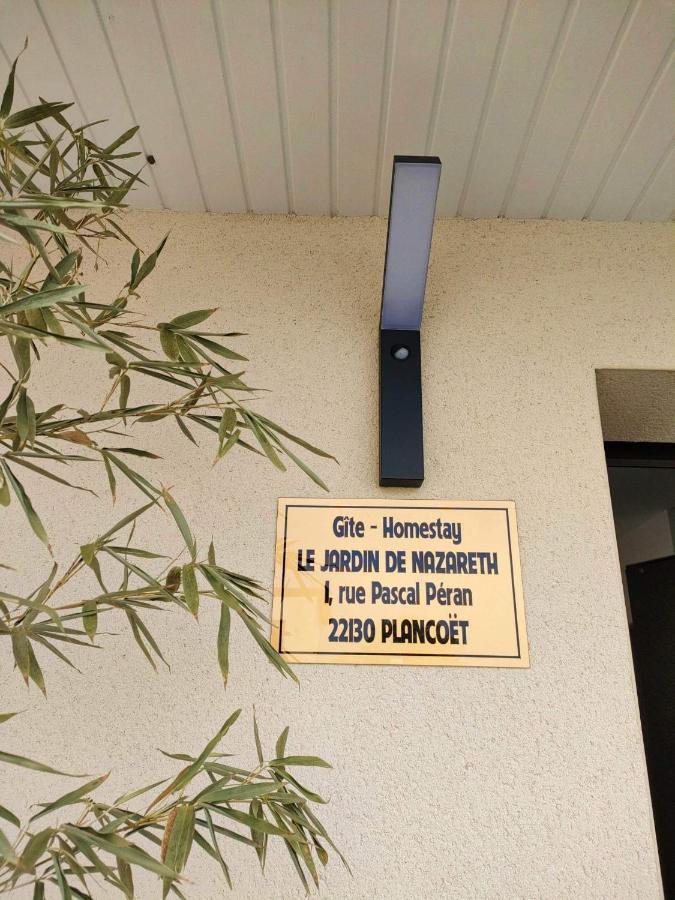 Gîte - Homestay
LE JARDIN DE NAZARETH
1, rue Pascal Péran
22130 PLANCOËT